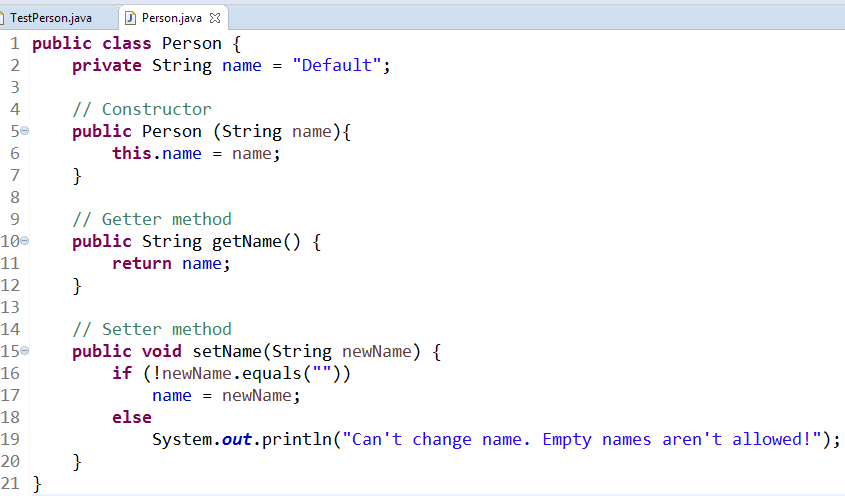 TestPerson.java Person.java
1 public class Person {
2     private String name = "Default";
3
4     // Constructor
5     public Person (String name){
6         this.name = name;
7     }
8
9     // Getter method
10     public String getName() {
11         return name;
12     }
13
14     // Setter method
15     public void setName(String newName) {
16         if (!newName.equals(""))
17             name = newName;
18         else
19             System.out.println("Can't change name. Empty names aren't allowed!");
20     }
21 }